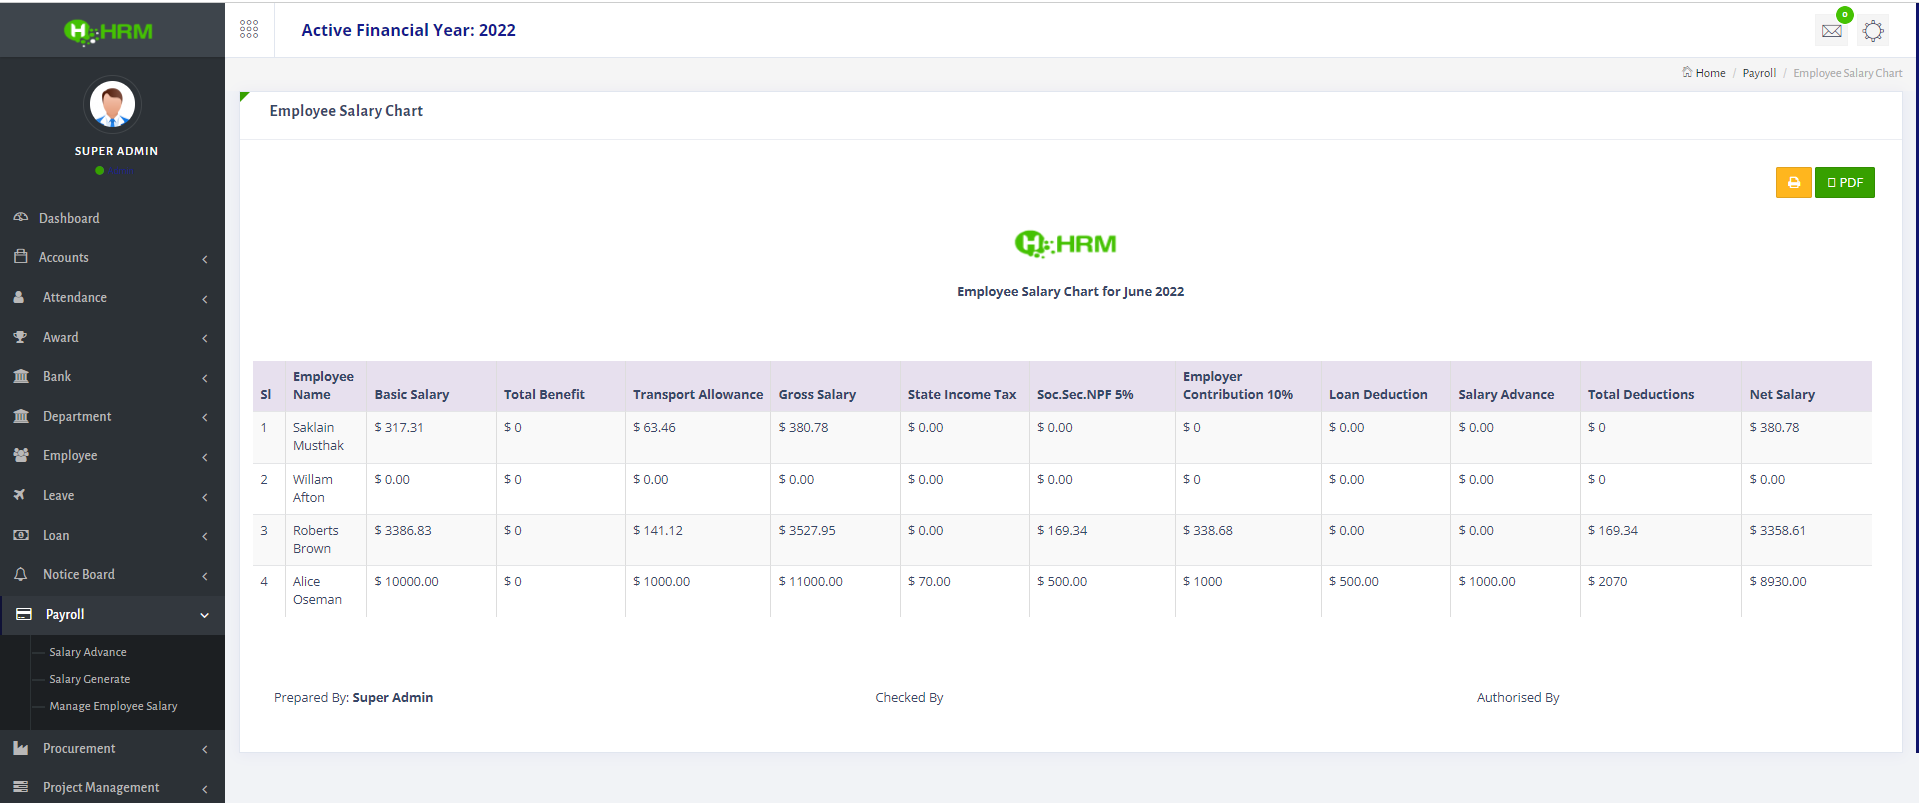 HRM
Active Financial Year: 2022
0
Home / Payroll / Employee Salary Chart
SUPER ADMIN
Dashboard
Accounts
Attendance
Award
Bank
Department
Employee
Leave
Loan
Notice Board
Payroll
Salary Advance
Salary Generate
Manage Employee Salary
Procurement
Project Management
Employee Salary Chart
PDF
H HRM
Employee Salary Chart for June 2022
Sl Employee Name Basic Salary Total Benefit Transport Allowance Gross Salary State Income Tax Soc.Sec.NPF 5% Employer Contribution 10% Loan Deduction Salary Advance Total Deductions Net Salary
1 Saklain Musthak $ 317.31 $ 0 $ 63.46 $ 380.78 $ 0.00 $ 0.00 $ 0 $ 0.00 $ 0.00 $ 0 $ 380.78
2 Willam Afton $ 0.00 $ 0 $ 0.00 $ 0.00 $ 0.00 $ 0.00 $ 0 $ 0.00 $ 0.00 $ 0 $ 0.00
3 Roberts Brown $ 3386.83 $ 0 $ 141.12 $ 3527.95 $ 0.00 $ 169.34 $ 338.68 $ 0.00 $ 0.00 $ 169.34 $ 3358.61
4 Alice Oseman $ 10000.00 $ 0 $ 1000.00 $ 11000.00 $ 70.00 $ 500.00 $ 1000 $ 500.00 $ 1000.00 $ 2070 $ 8930.00
Prepared By: Super Admin Checked By Authorised By